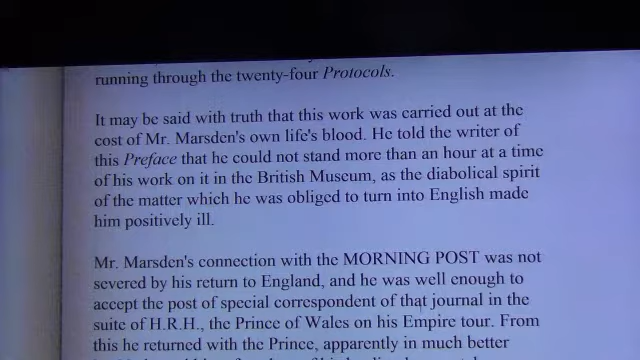 running through the twenty-four Protocols.
It may be said with truth that this work was carried out at the
cost of Mr. Marsden's own life's blood. He told the writer of
this Preface that he could not stand more than an hour at a time
of his work on it in the British Museum, as the diabolical spirit
of the matter which he was obliged to turn into English made
him positively ill.
Mr. Marsden's connection with the MORNING POST was not
severed by his return to England, and he was well enough to
accept the post of special correspondent of that journal in the
suite of H.R.H., the Prince of Wales on his Empire tour. From
this he returned with the Prince, apparently in much better